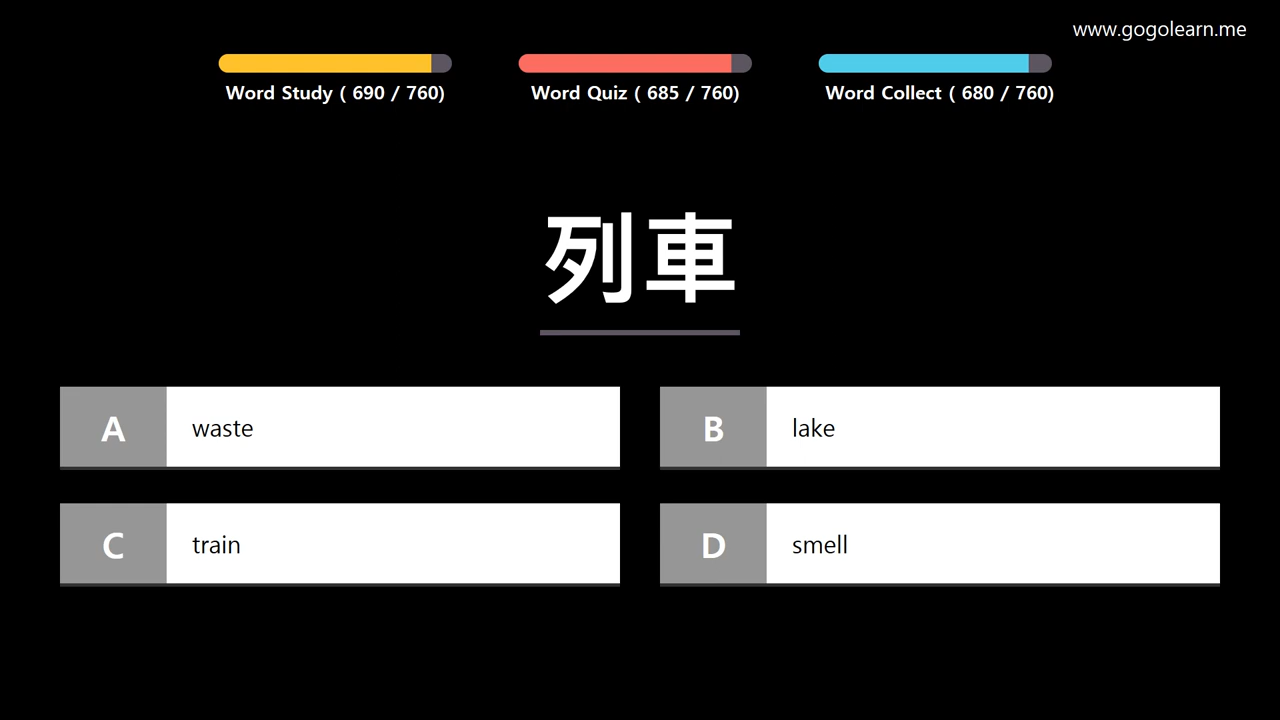 www.gogolearn.me
Word Study ( 690 / 760)
Word Quiz ( 685 / 760)
Word Collect ( 680 / 760)
列車
A waste
B lake
C train
D smell